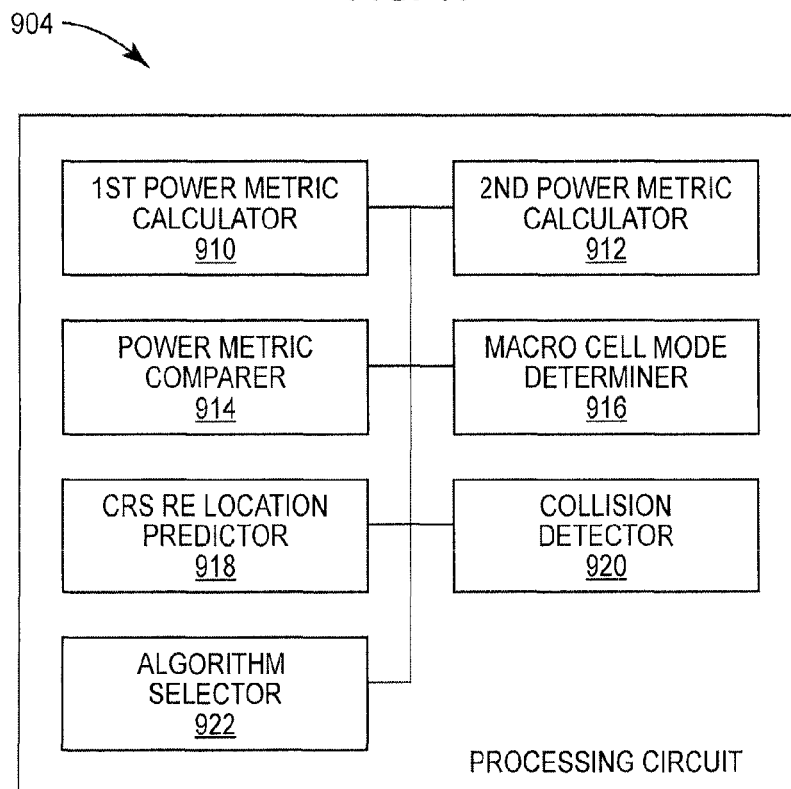 904
1ST POWER METRIC
CALCULATOR
910
2ND POWER METRIC
CALCULATOR
912
POWER METRIC
COMPARER
914
MACRO CELL MODE
DETERMINER
916
CRS RE LOCATION
PREDICTOR
918
COLLISION
DETECTOR
920
ALGORITHM
SELECTOR
922
PROCESSING CIRCUIT